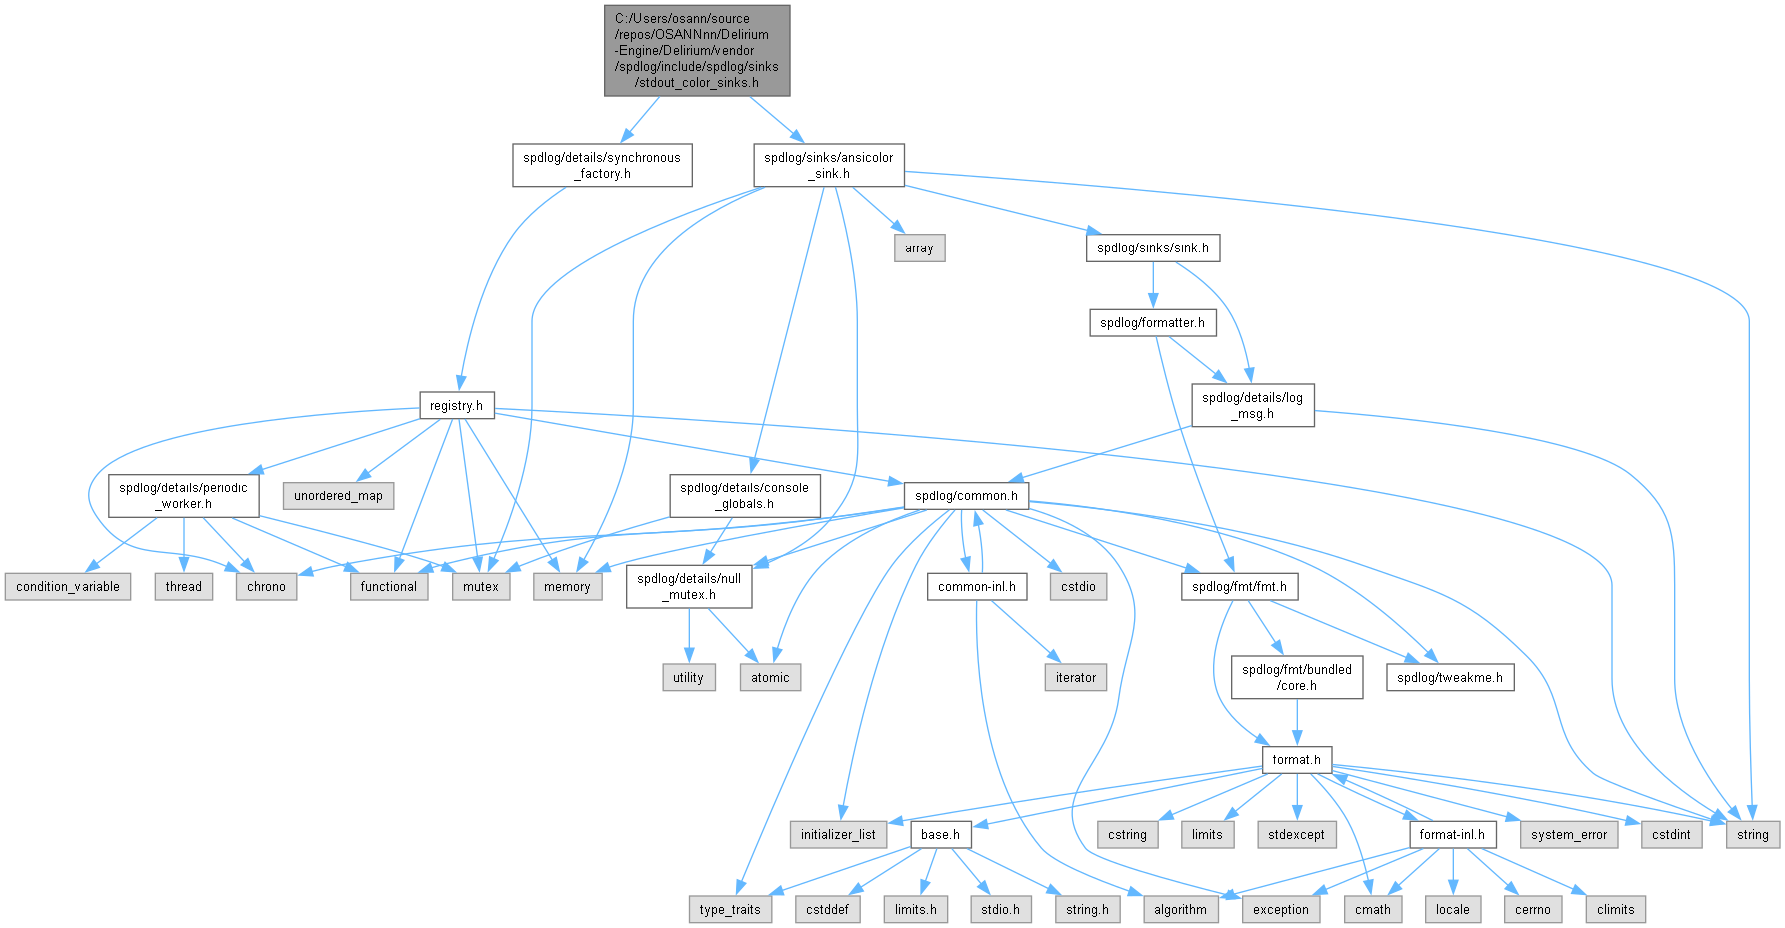 C:/Users/osann/source
/repos/OSANNnn/Delirium
-Engine/Delirium/vendor
/spdlog/include/spdlog/sinks
/stdout_color_sinks.h
spdlog/details/synchronous
_factory.h
spdlog/sinks/ansicolor
_sink.h
array
spdlog/sinks/sink.h
spdlog/formatter.h
registry.h
spdlog/details/log
_msg.h
spdlog/details/periodic
_worker.h
unordered_map
spdlog/details/console
_globals.h
spdlog/common.h
condition_variable
thread
chrono
functional
mutex
memory
spdlog/details/null
_mutex.h
common-inl.h
cstdio
spdlog/fmt/fmt.h
utility
atomic
iterator
spdlog/fmt/bundled
/core.h
spdlog/tweakme.h
format.h
initializer_list
base.h
cstring
limits
stdexcept
format-inl.h
system_error
cstdint
string
type_traits
cstddef
limits.h
stdio.h
string.h
algorithm
exception
cmath
locale
cerrno
climits